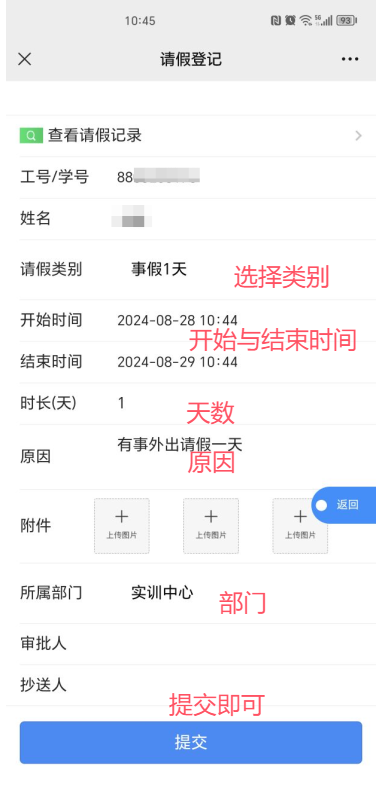 10:45
93
请假登记
查看请假记录
工号/学号 88
姓名
请假类别 事假1天 选择类别
开始时间 2024-08-28 10:44
开始与结束时间
结束时间 2024-08-29 10:44
时长(天) 1 天数
有事外出请假一天
原因 原因
返回
附件 上传图片 上传图片 上传图片
所属部门 实训中心 部门
审批人
抄送人
提交即可
提交